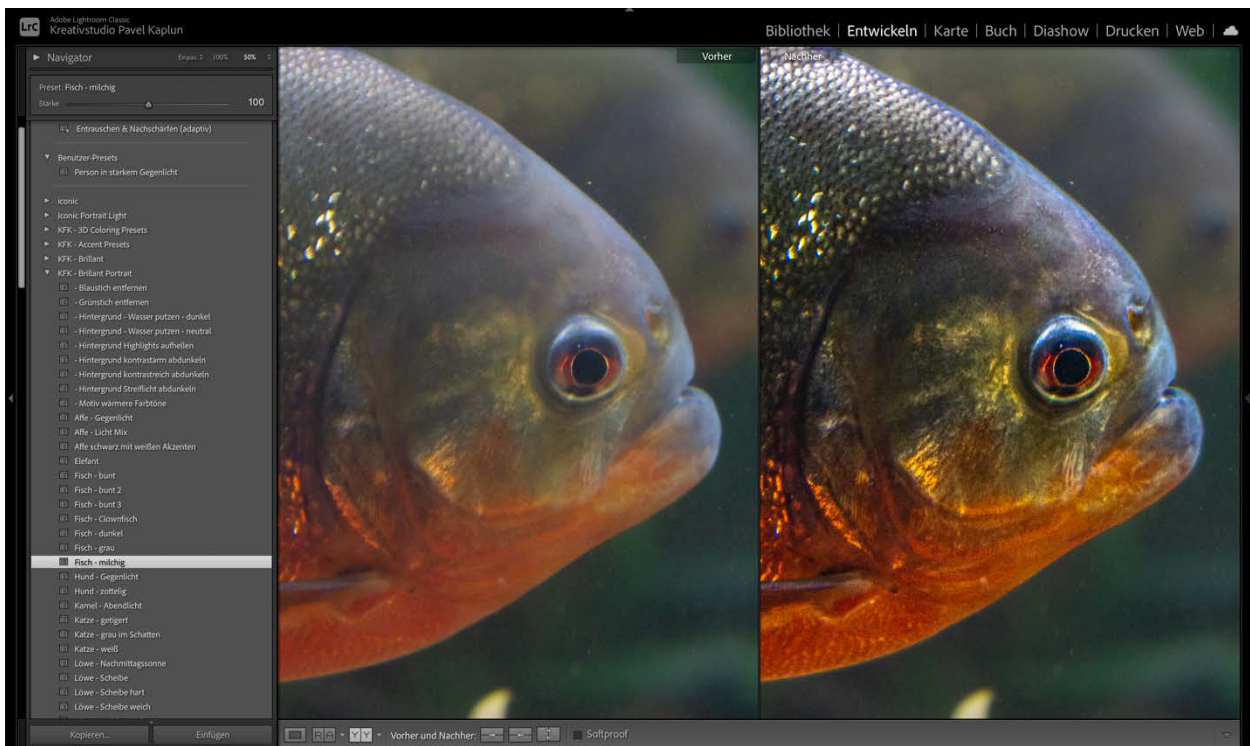 LrC
Adobe Lightroom Classic
Kreativstudio Pavel Kaplun
Bibliothek | Entwickeln | Karte | Buch | Diashow | Drucken | Web
Navigator
100%
50%
Preset: Fisch - milchig
Stärke
100
Entrauschen & Nachschärfen (adaptiv)
Benutzer-Presets
Person in starkem Gegenlicht
iconic
Iconic Portrait Light
KFK - 3D Coloring Presets
KFK - Accent Presets
KFK - Brillant
KFK - Brillant Portrait
- Blaustich entfernen
- Grünstich entfernen
- Hintergrund - Wasser putzen - dunkel
- Hintergrund - Wasser putzen - neutral
- Hintergrund Highlights aufhellen
- Hintergrund kontrastarm abdunkeln
- Hintergrund kontrastreich abdunkeln
- Hintergrund Streiflicht abdunkeln
- Motiv wärmere Farbtöne
Affe - Gegenlicht
Affe - Licht Mix
Affe schwarz mit weißen Akzenten
Elefant
Fisch - bunt
Fisch - bunt 2
Fisch - bunt 3
Fisch - Clownfisch
Fisch - dunkel
Fisch - grau
Fisch - milchig
Hund - Gegenlicht
Hund - zottelig
Kamel - Abendlicht
Katze - getigert
Katze - grau im Schatten
Katze - weiß
Löwe - Nachmittagssonne
Löwe - Scheibe
Löwe - Scheibe hart
Löwe - Scheibe weich
Kopieren...
Einfügen
Vorher
Nachher
RA
YY
Vorher und Nachher:
Softproof